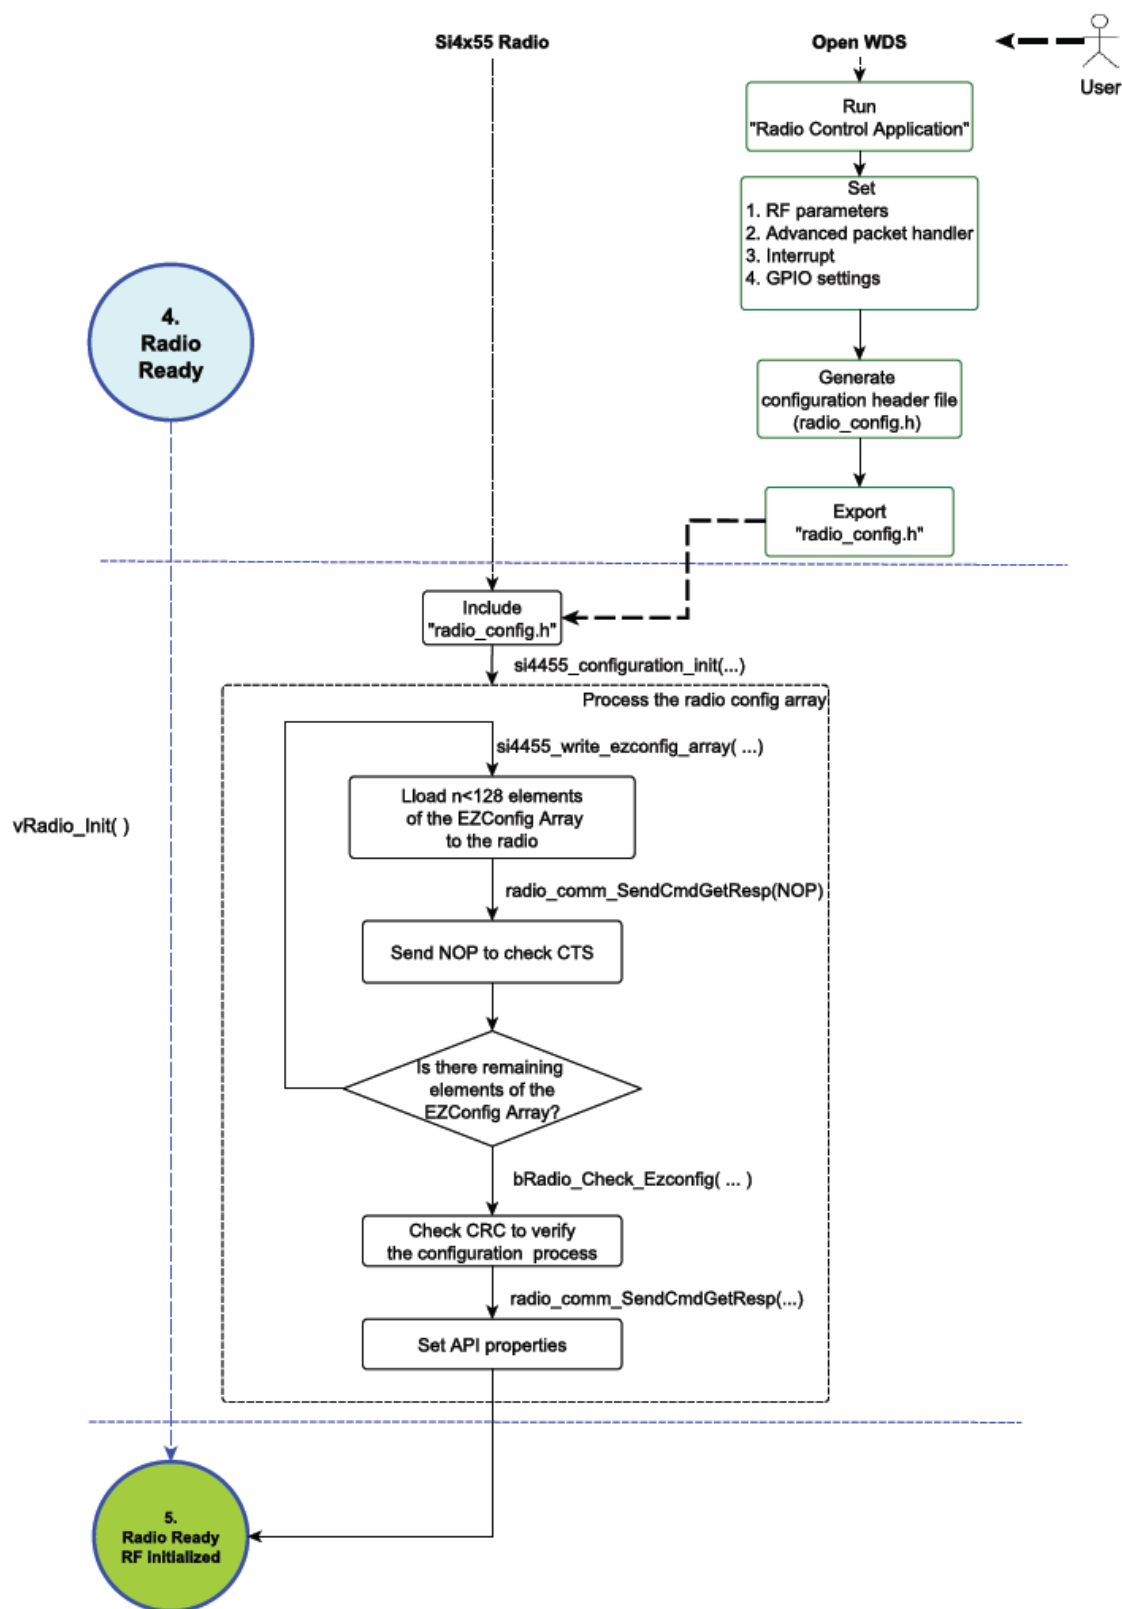 Si4x55 Radio
Open WDS
User
Run
"Radio Control Application"
Set
1. RF parameters
2. Advanced packet handler
3. Interrupt
4. GPIO settings
4.
Radio
Ready
Generate
configuration header file
(radio_config.h)
Export
"radio_config.h"
Include
"radio_config.h"
si4455_configuration_init(...)
Process the radio config array
si4455_write_ezconfig_array( ...)
Lload n<128 elements
of the EZConfig Array
to the radio
vRadio_Init( )
radio_comm_SendCmdGetResp(NOP)
Send NOP to check CTS
Is there remaining
elements of the
EZConfig Array?
bRadio_Check_Ezconfig( ... )
Check CRC to verify
the configuration process
radio_comm_SendCmdGetResp(...)
Set API properties
5.
Radio Ready
RF initialized